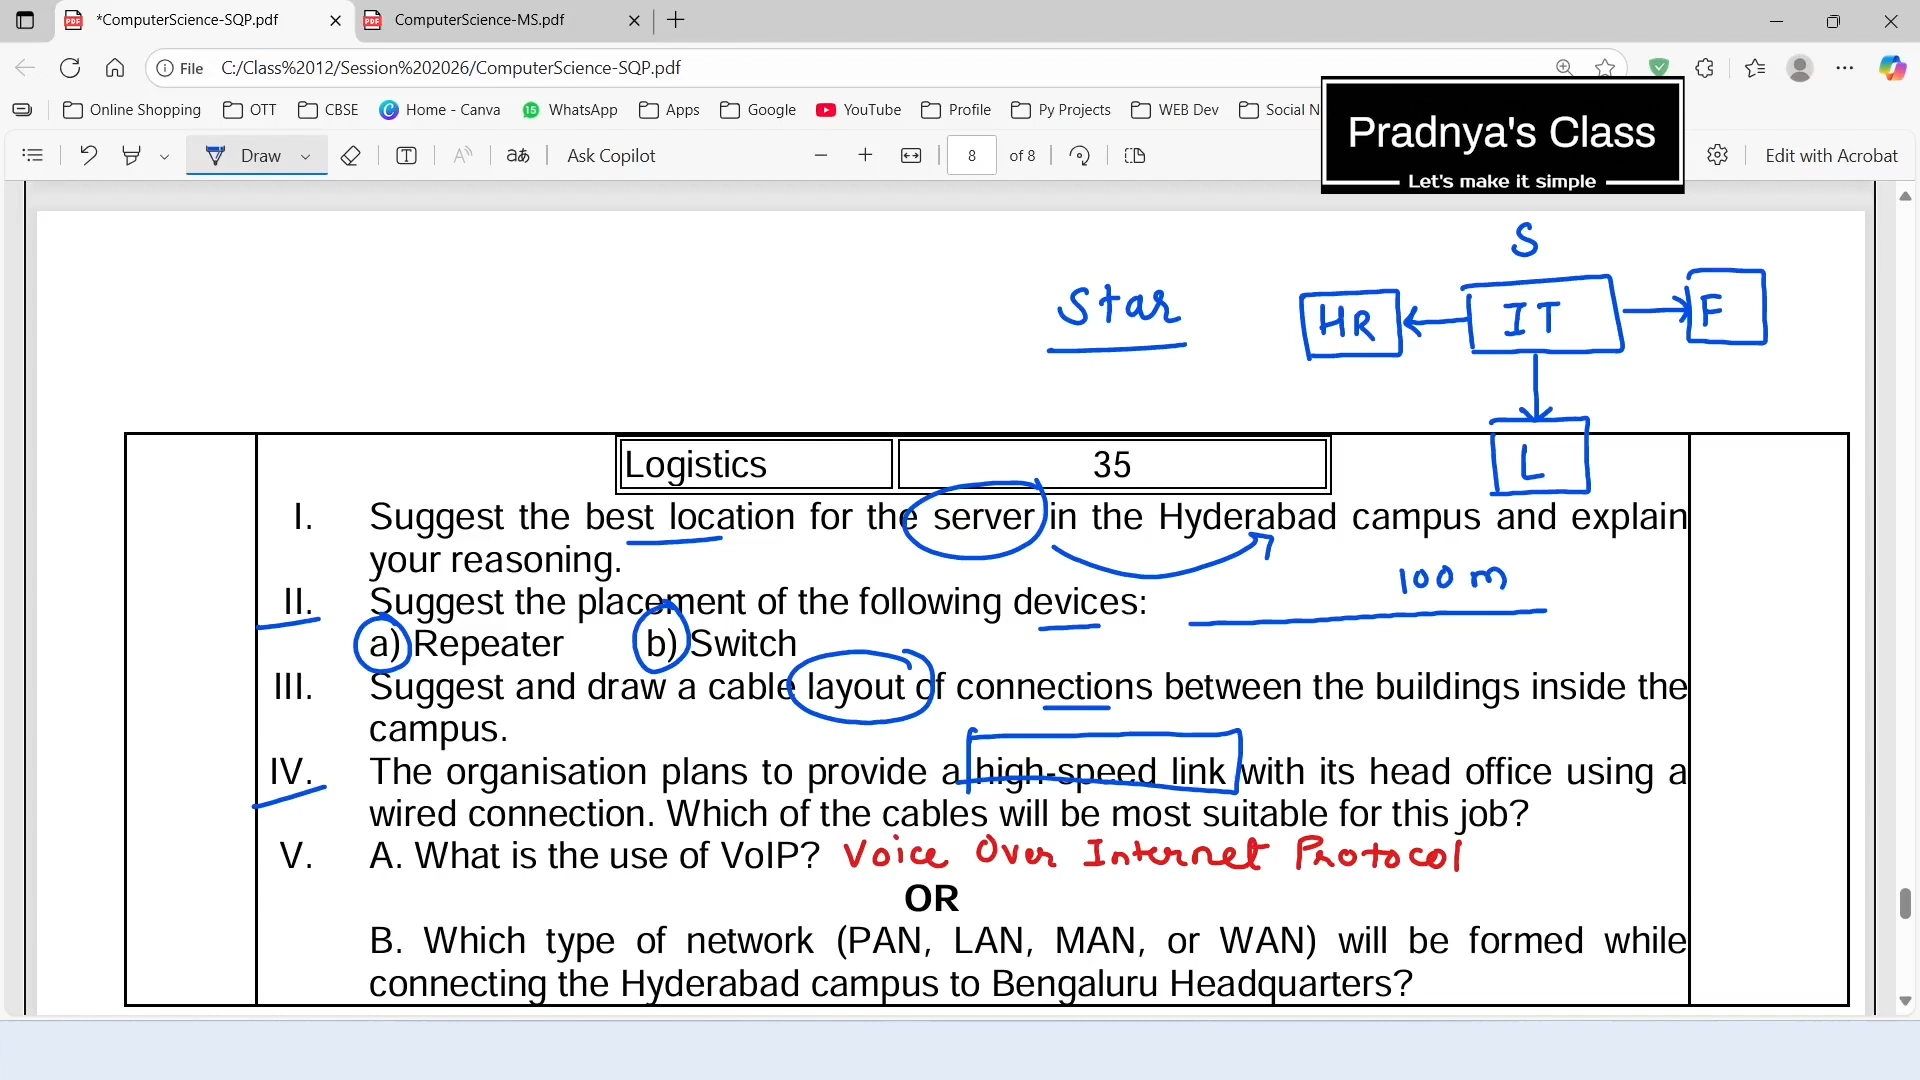 *ComputerScience-SQP.pdf
ComputerScience-MS.pdf
File C:/Class%2012/Session%202026/ComputerScience-SQP.pdf
Online Shopping OTT CBSE Home - Canva WhatsApp Apps Google YouTube Profile Py Projects WEB Dev Social N
Pradnya's Class
Let's make it simple
Draw Ask Copilot 8 of 8 Edit with Acrobat
S
Star HR IT F
L
Logistics 35
I. Suggest the best location for the server in the Hyderabad campus and explain
your reasoning.
100 m
II. Suggest the placement of the following devices:
a) Repeater b) Switch
III. Suggest and draw a cable layout of connections between the buildings inside the
campus.
IV. The organisation plans to provide a high-speed link with its head office using a
wired connection. Which of the cables will be most suitable for this job?
V. A. What is the use of VoIP? Voice Over Internet Protocol
OR
B. Which type of network (PAN, LAN, MAN, or WAN) will be formed while
connecting the Hyderabad campus to Bengaluru Headquarters?